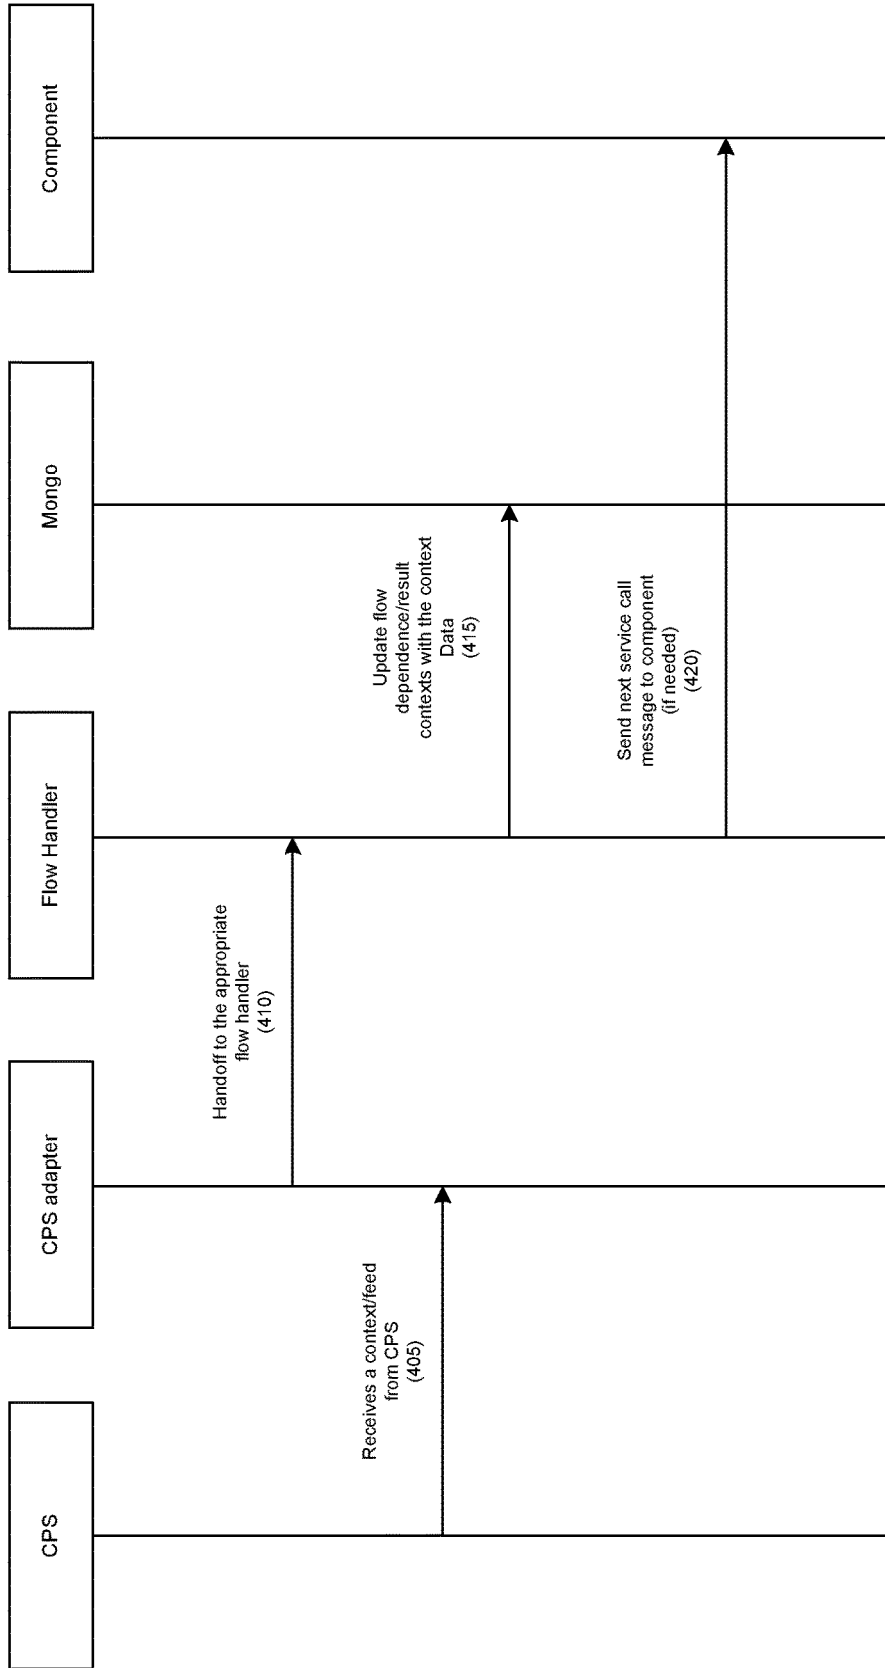 CPS
CPS adapter
Flow Handler
Mongo
Component
Receives a context/feed
from CPS
(405)
Handoff to the appropriate
flow handler
(410)
Update flow
dependence/result
contexts with the context
Data
(415)
Send next service call
message to component
(if needed)
(420)